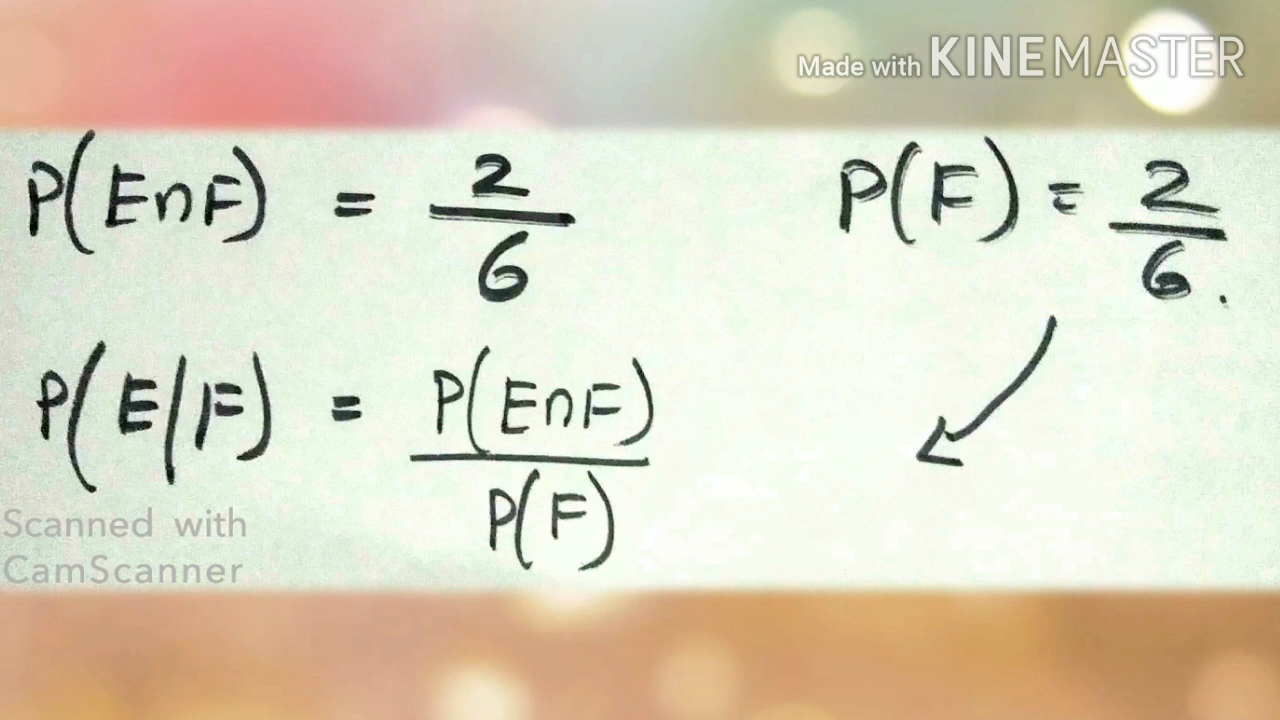 Made with KINEMASTER
P(E∩F) = 2/6
P(F) = 2/6.
P(E/F) = P(E∩F)/P(F)
Scanned with
CamScanner